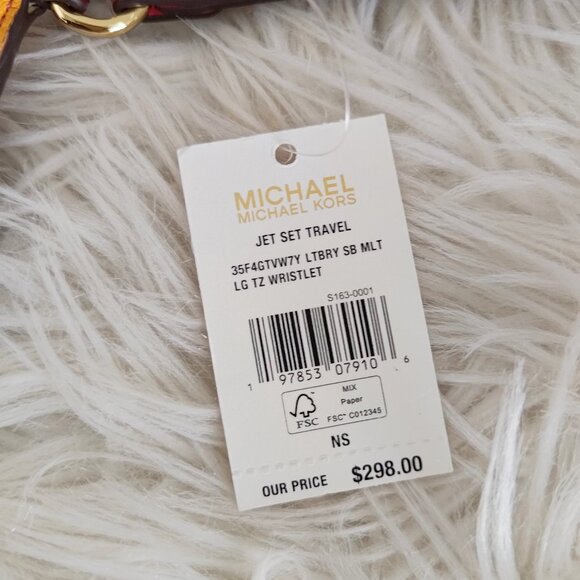 MICHAEL
MICHAEL KORS
JET SET TRAVEL
35F4GTVW7Y LTBRY SB MLT
LG TZ WRISTLET
S163-0001
1 97853 07910 6
FSC
MIX
Paper
FSC™ C012345
NS
OUR PRICE $298.00